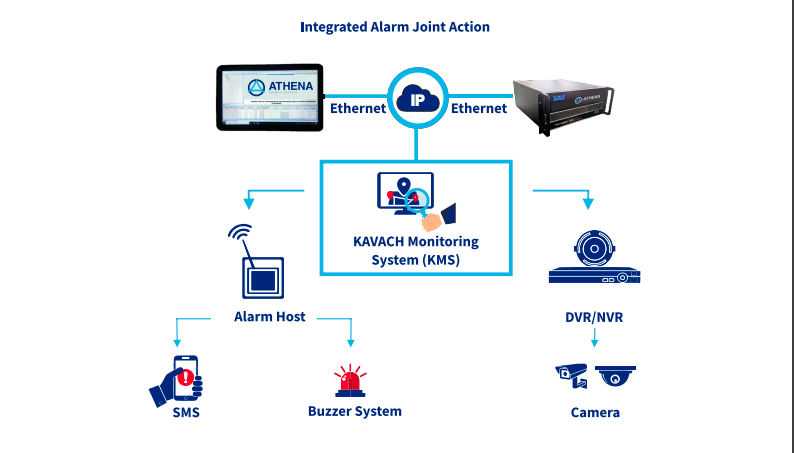 Integrated Alarm Joint Action
ATHENA
IP
ATHENA
Ethernet
Ethernet
KAVACH Monitoring
System (KMS)
Alarm Host
DVR/NVR
SMS
Buzzer System
Camera